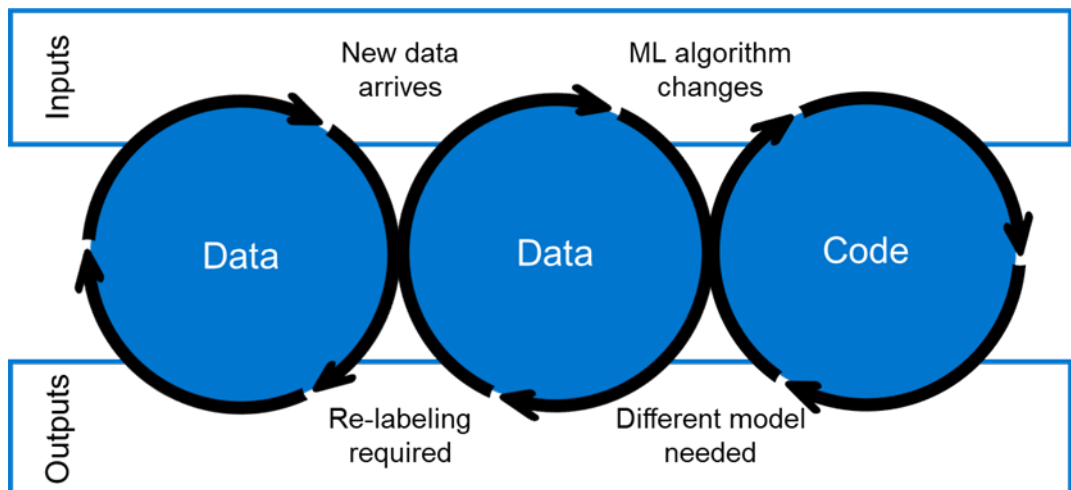 Inputs
New data
arrives
ML algorithm
changes
Data
Data
Code
Outputs
Re-labeling
required
Different model
needed